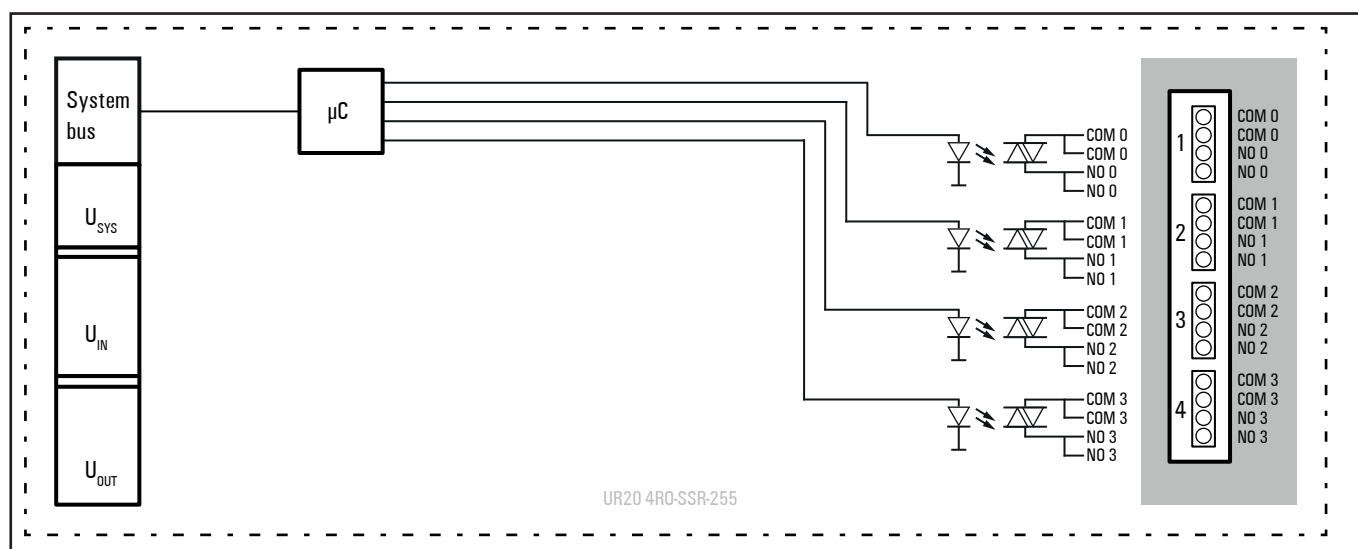 System
bus
U_SYS
U_IN
U_OUT
µC
COM 0
COM 0
NO 0
NO 0
COM 1
COM 1
NO 1
NO 1
COM 2
COM 2
NO 2
NO 2
COM 3
COM 3
NO 3
NO 3
1
COM 0
COM 0
NO 0
NO 0
2
COM 1
COM 1
NO 1
NO 1
3
COM 2
COM 2
NO 2
NO 2
4
COM 3
COM 3
NO 3
NO 3
UR20 4RO-SSR-255